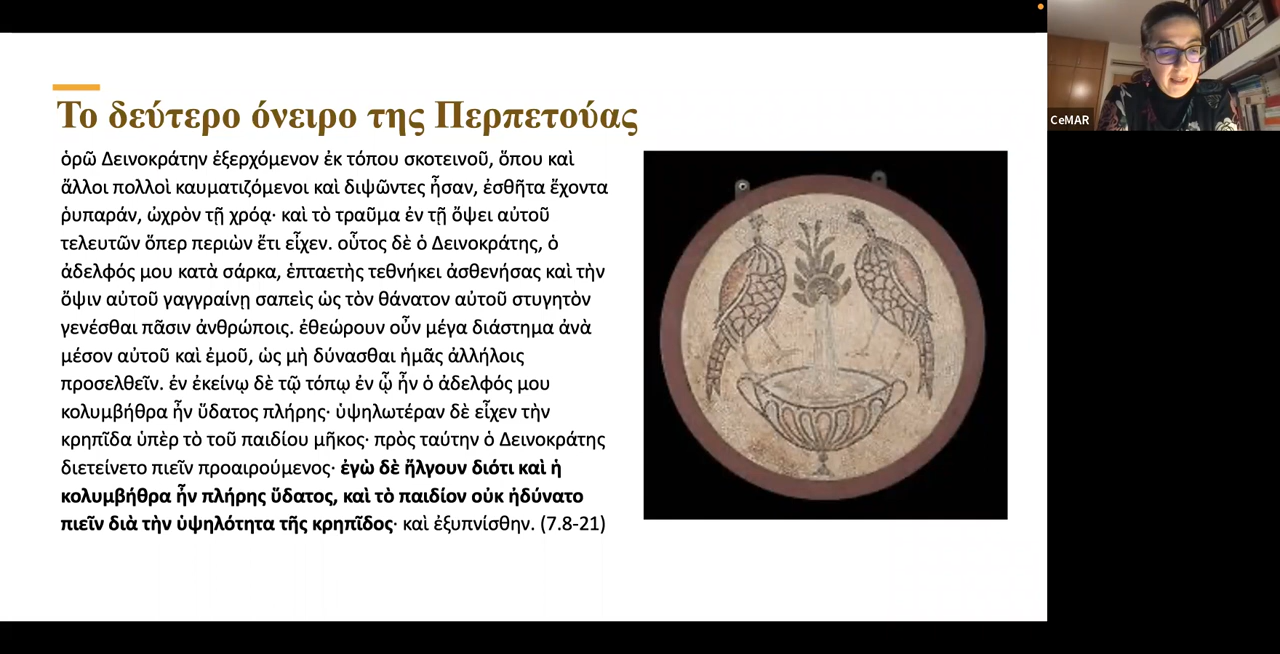 Το δεύτερο όνειρο της Περπετούας
ὁρῶ Δεινοκράτην ἐξερχόμενον ἐκ τόπου σκοτεινοῦ, ὅπου καὶ
ἄλλοι πολλοὶ καυματιζόμενοι καὶ διψῶντες ἦσαν, ἐσθῆτα ἔχοντα
ῥυπαράν, ὠχρὸν τῇ χρόᾳ· καὶ τὸ τραῦμα ἐν τῇ ὄψει αὐτοῦ
τελευτῶν ὅπερ περιὼν ἔτι εἶχεν. οὗτος δὲ ὁ Δεινοκράτης, ὁ
ἀδελφός μου κατὰ σάρκα, ἑπταετὴς τεθνήκει ἀσθενήσας καὶ τὴν
ὄψιν αὐτοῦ γαγγραίνῃ σαπεὶς ὡς τὸν θάνατον αὐτοῦ στυγητὸν
γενέσθαι πᾶσιν ἀνθρώποις. ἐθεώρουν οὖν μέγα διάστημα ἀνὰ
μέσον αὐτοῦ καὶ ἐμοῦ, ὡς μὴ δύνασθαι ἡμᾶς ἀλλήλοις
προσελθεῖν. ἐν ἐκείνῳ δὲ τῷ τόπῳ ἐν ᾧ ἦν ὁ ἀδελφός μου
κολυμβήθρα ἦν ὕδατος πλήρης· ὑψηλωτέραν δὲ εἶχεν τὴν
κρηπῖδα ὑπὲρ τὸ τοῦ παιδίου μῆκος· πρὸς ταύτην ὁ Δεινοκράτης
διετείνετο πιεῖν προαιρούμενος· ἐγὼ δὲ ἤλγουν διότι καὶ ἡ
κολυμβήθρα ἦν πλήρης ὕδατος, καὶ τὸ παιδίον οὐκ ἠδύνατο
πιεῖν διὰ τὴν ὑψηλότητα τῆς κρηπῖδος· καὶ ἐξυπνίσθην. (7.8-21)
CeMAR